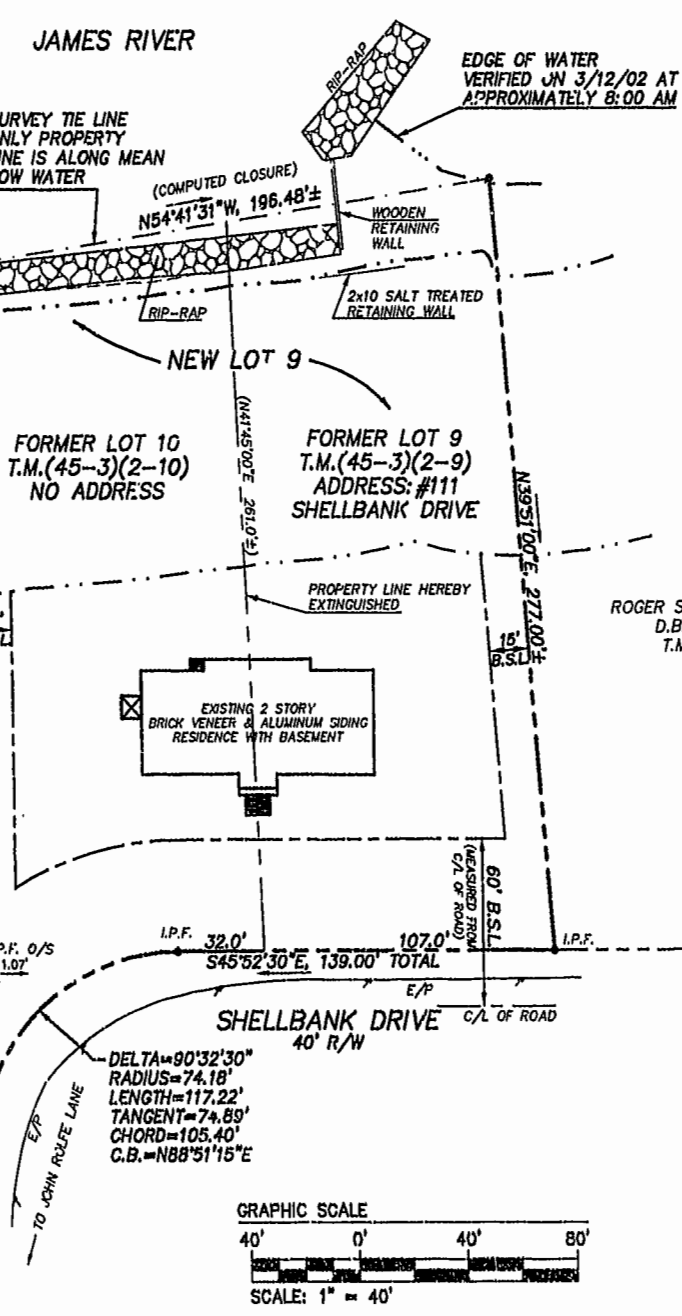 JAMES RIVER
RIP-RAP
EDGE OF WATER
VERIFIED ON 3/12/02 AT
APPROXIMATELY 8:00 AM
URVEY TIE LINE
NLY PROPERTY
INE IS ALONG MEAN
OW WATER
(COMPUTED CLOSURE)
N54°41'31"W, 196.48'±
WOODEN
RETAINING
WALL
RIP-RAP
2x10 SALT TREATED
RETAINING WALL
NEW LOT 9
FORMER LOT 10
T.M.(45-3)(2-10)
NO ADDRESS
(N41°45'00"E 261.0'±)
FORMER LOT 9
T.M.(45-3)(2-9)
ADDRESS: #111
SHELLBANK DRIVE
N39°51'00"E, 277.00'±
PROPERTY LINE HEREBY
EXTINGUISHED
ROGER S
D.B
T.M
15'
B.S.L.
EXISTING 2 STORY
BRICK VENEER & ALUMINUM SIDING
RESIDENCE WITH BASEMENT
60' B.S.L.
(MEASURED FROM
C/L OF ROAD)
P.F. O/S
1.07'
I.P.F.
32.0'
107.0'
I.P.F.
S45°52'30"E, 139.00' TOTAL
E/P
SHELLBANK DRIVE
40' R/W
C/L OF ROAD
DELTA=90°32'30"
RADIUS=74.18'
LENGTH=117.22'
TANGENT=74.89'
CHORD=105.40'
C.B.=N88°51'15"E
E/P
TO JOHN ROLFE LANE
GRAPHIC SCALE
40' 0' 40' 80'
SCALE: 1" = 40'